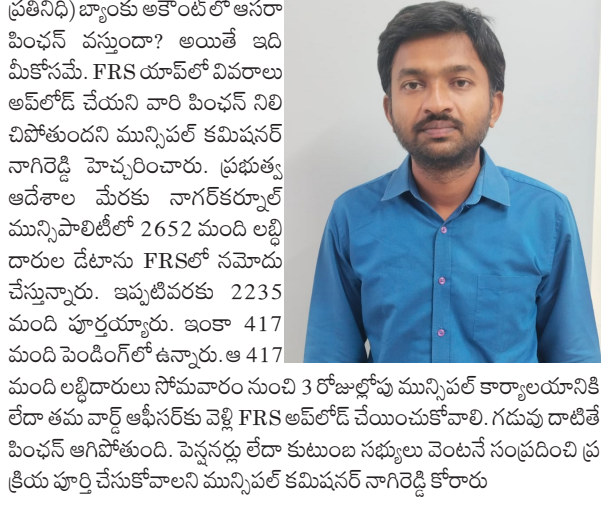 ప్రతినిధి) బ్యాంకు అకౌంట్ లో ఆసరా
పింఛన్ వస్తుందా? అయితే ఇది
మీకోసమే. FRS యాప్‌లో వివరాలు
అప్‌లోడ్ చేయని వారి పింఛన్ నిలి
చిపోతుందని మున్సిపల్ కమిషనర్
నాగిరెడ్డి హెచ్చరించారు. ప్రభుత్వ
ఆదేశాల మేరకు నాగర్‌కర్నూల్
మున్సిపాలిటీలో 2652 మంది లబ్ధి
దారుల డేటాను FRSలో నమోదు
చేస్తున్నారు. ఇప్పటివరకు 2235
మంది పూర్తయ్యారు. ఇంకా 417
మంది పెండింగ్‌లో ఉన్నారు. ఆ 417
మంది లబ్ధిదారులు సోమవారం నుంచి 3 రోజుల్లోపు మున్సిపల్ కార్యాలయానికి
లేదా తమ వార్డ్ ఆఫీసర్‌కు వెళ్లి FRS అప్‌లోడ్ చేయించుకోవాలి. గడువు దాటితే
పింఛన్ ఆగిపోతుంది. పెన్షనర్లు లేదా కుటుంబ సభ్యులు వెంటనే సంప్రదించి ప్ర
క్రియ పూర్తి చేసుకోవాలని మున్సిపల్ కమిషనర్ నాగిరెడ్డి కోరారు